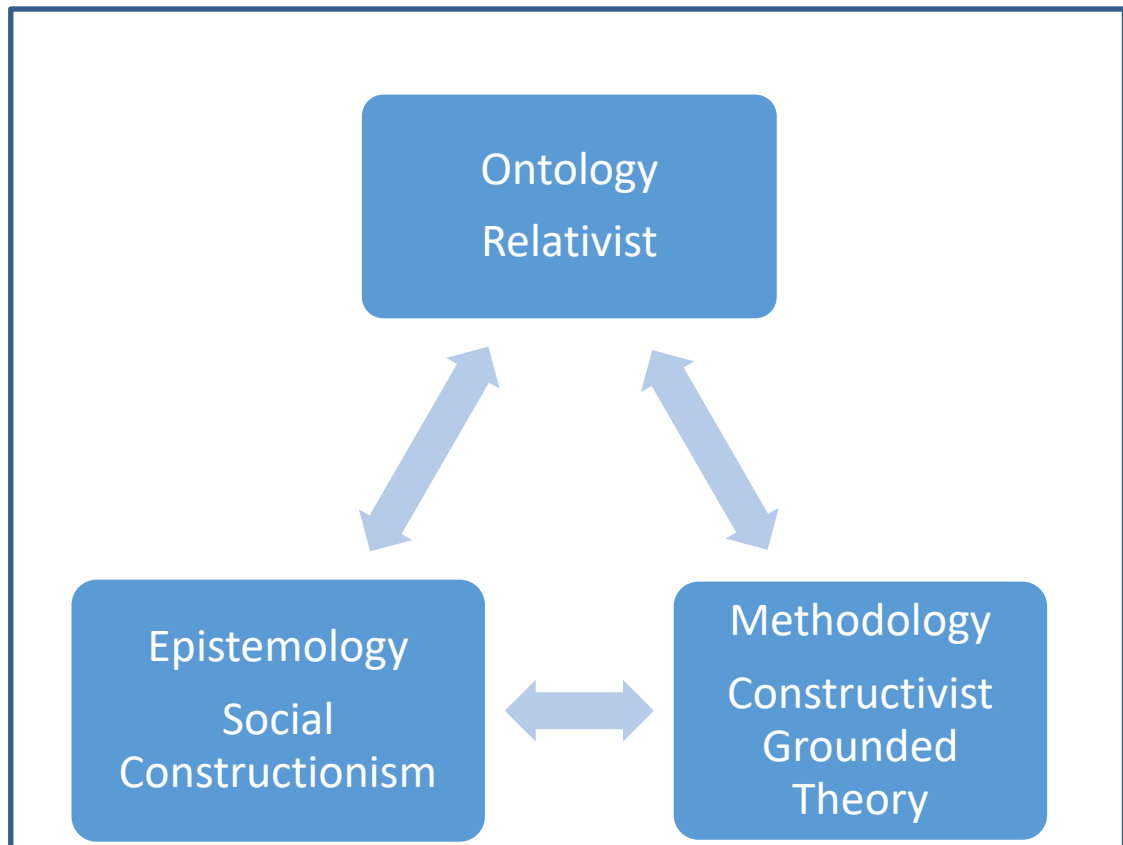 Ontology
Relativist
Epistemology
Social
Constructionism
Methodology
Constructivist
Grounded
Theory